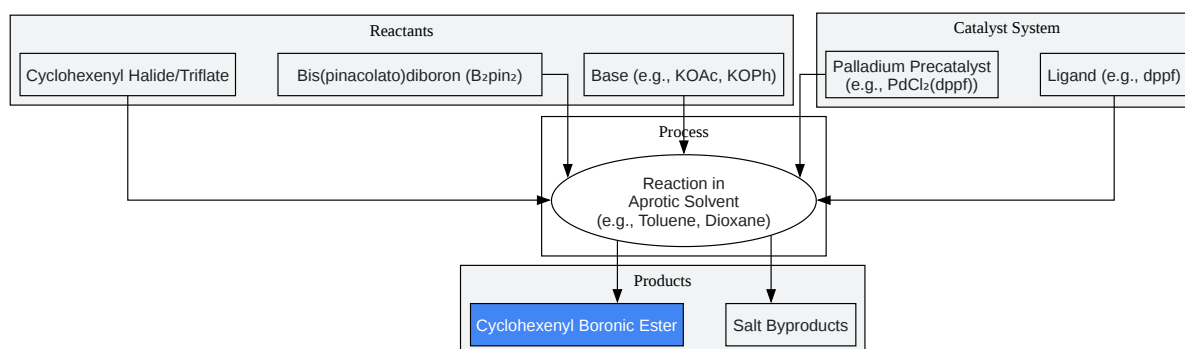 Reactants
Catalyst System
Cyclohexenyl Halide/Triflate
Bis(pinacolato)diboron (B₂pin₂)
Base (e.g., KOAc, KOPh)
Palladium Precatalyst
(e.g., PdCl₂(dppf))
Ligand (e.g., dppf)
Process
Reaction in
Aprotic Solvent
(e.g., Toluene, Dioxane)
Products
Cyclohexenyl Boronic Ester
Salt Byproducts